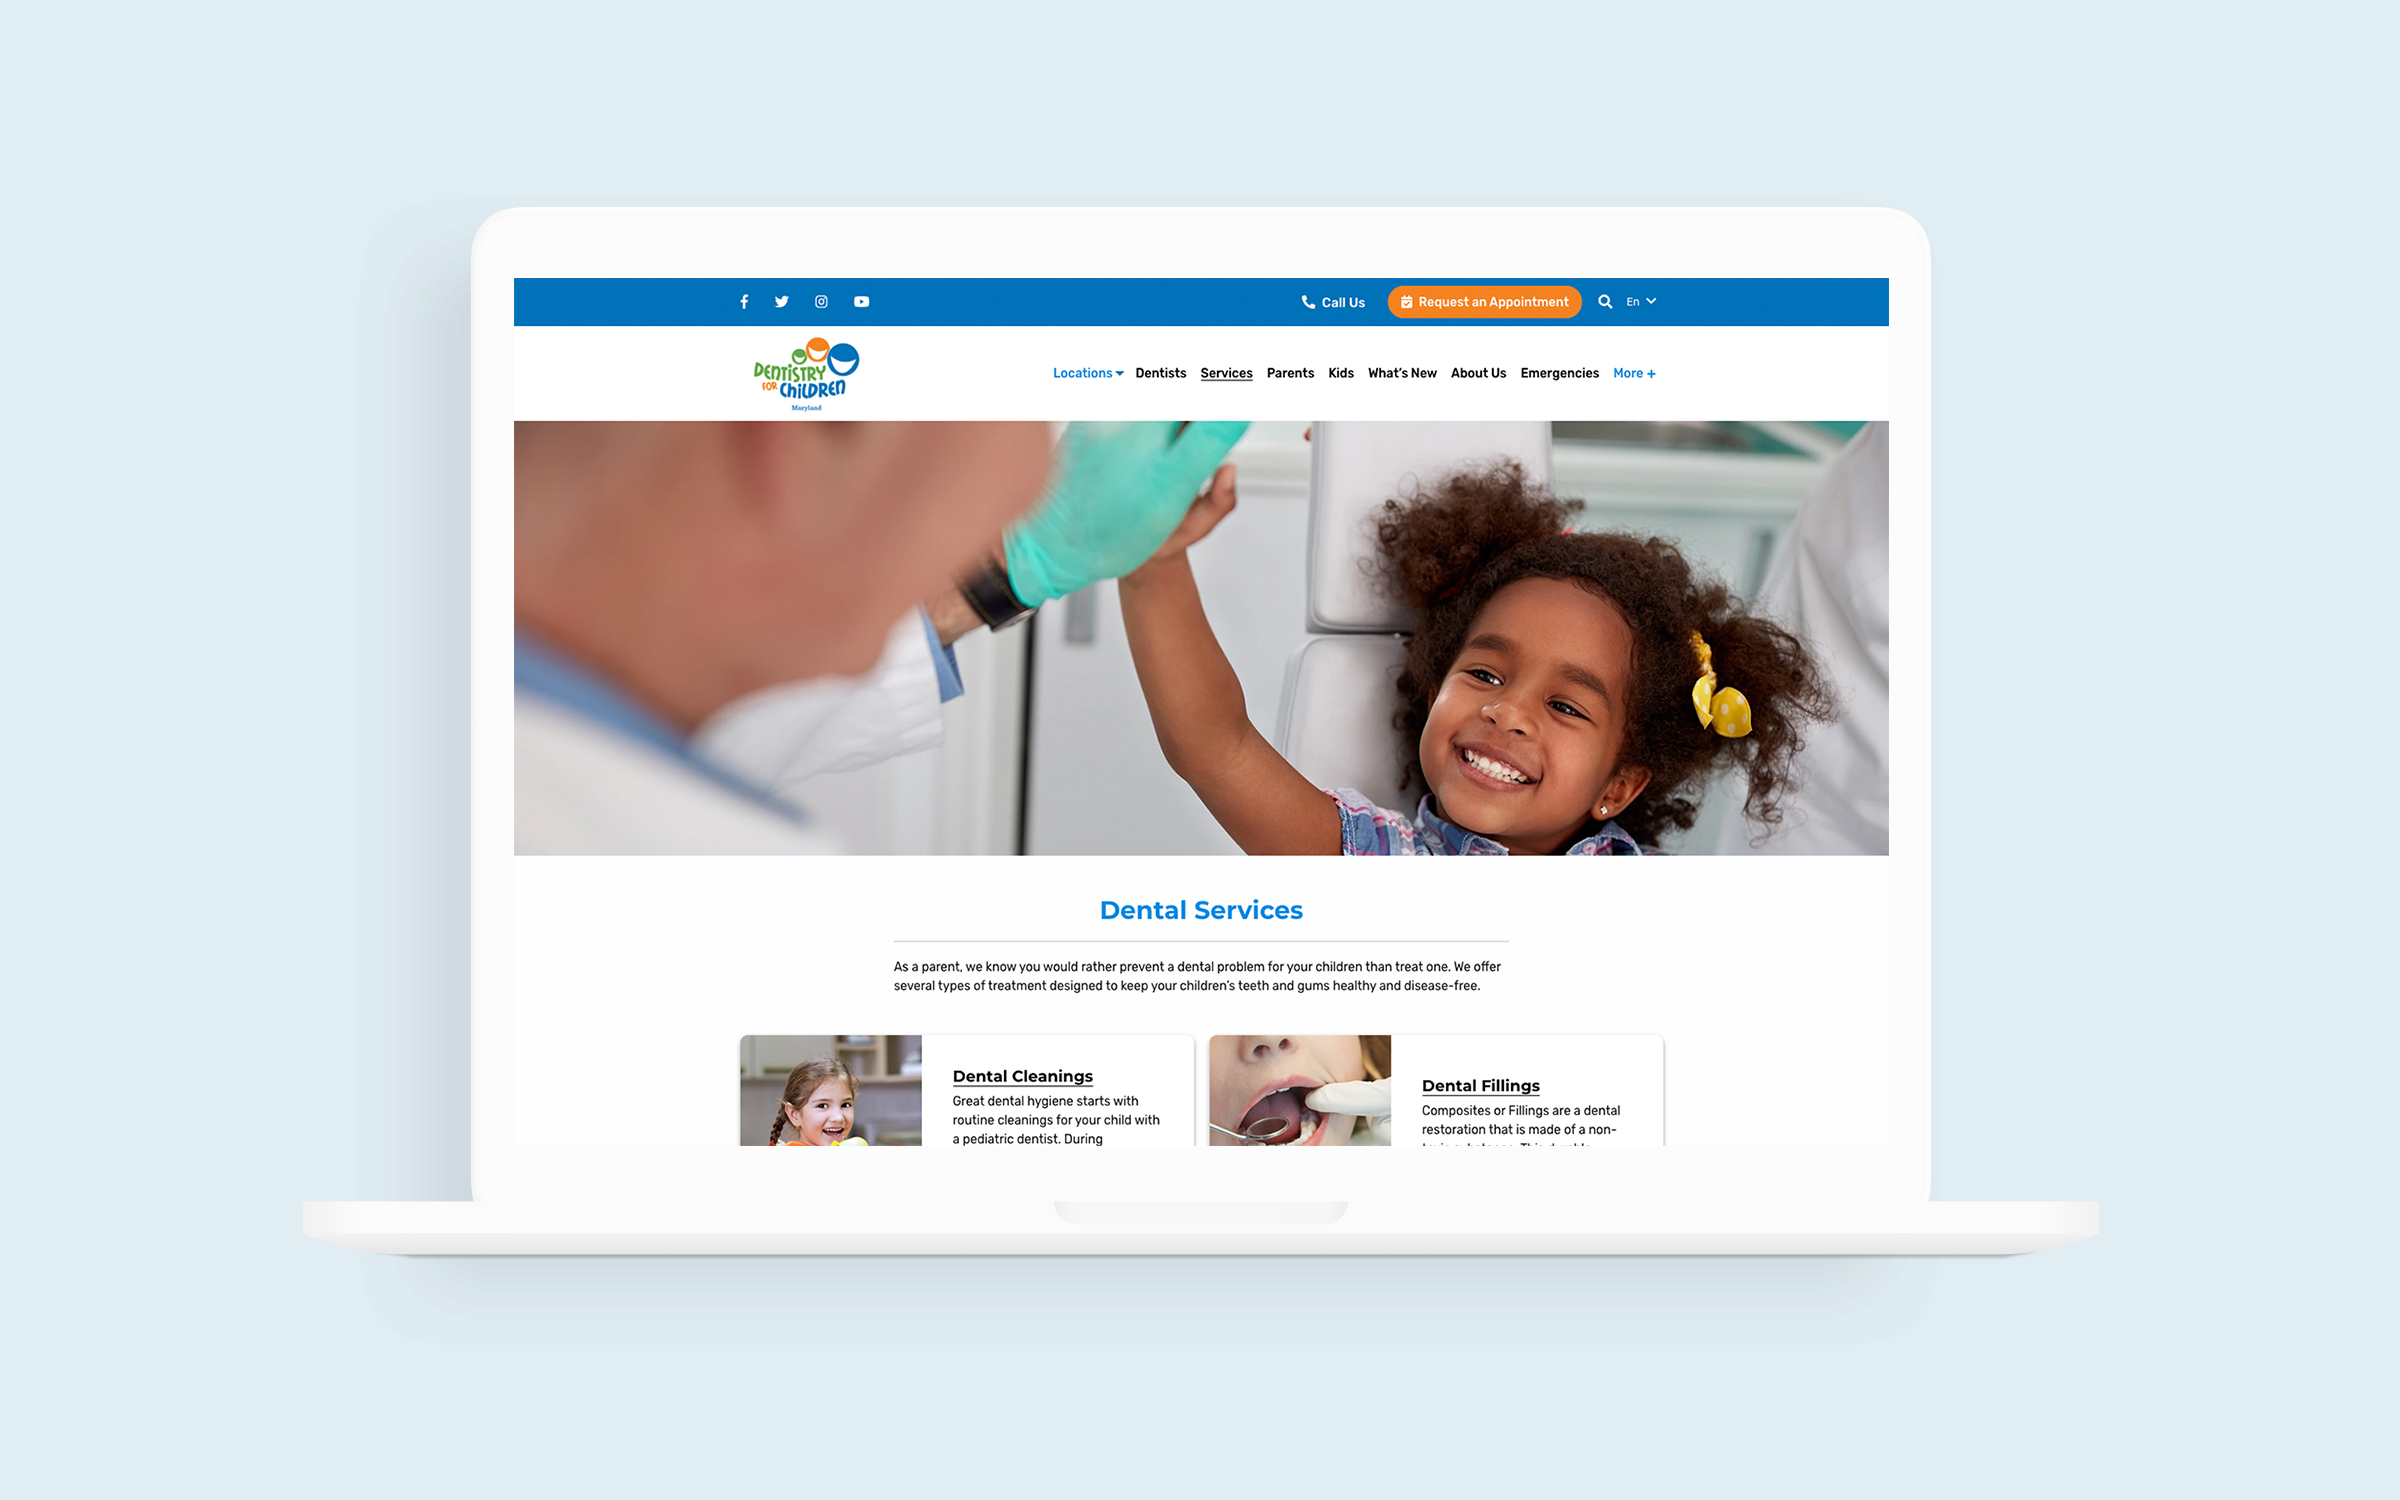 Call Us
Request an Appointment
En
DENTISTRY
FOR CHILDREN
Maryland
Locations
Dentists
Services
Parents
Kids
What's New
About Us
Emergencies
More +
Dental Services
As a parent, we know you would rather prevent a dental problem for your children than treat one. We offer
several types of treatment designed to keep your children's teeth and gums healthy and disease-free.
Dental Cleanings
Great dental hygiene starts with
routine cleanings for your child with
a pediatric dentist. During
Dental Fillings
Composites or Fillings are a dental
restoration that is made of a non-